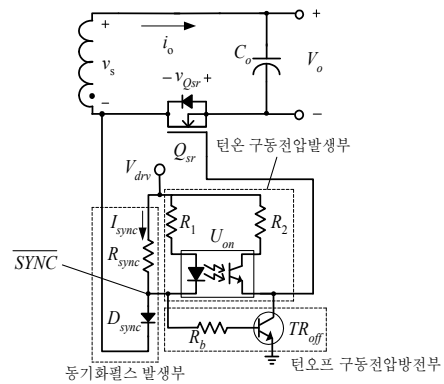 +
i_o
C_o
V_o
v_s
− v_Qsr +
−
−
Q_sr
턴온 구동전압발생부
V_drv
I_sync
R_1
U_on
R_2
R_sync
SYNC
D_sync
R_b
TR_off
동기화펄스 발생부
턴오프 구동전압방전부
+